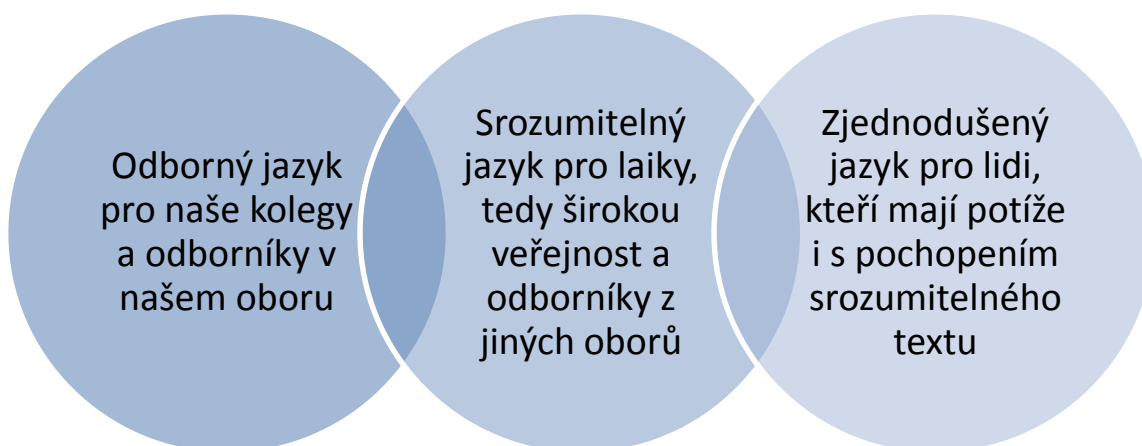 Odborný jazyk
pro naše kolegy
a odborníky v
našem oboru
Srozumitelný
jazyk pro laiky,
tedy širokou
veřejnost a
odborníky z
jiných oborů
Zjednodušený
jazyk pro lidi,
kteří mají potíže
i s pochopením
srozumitelného
textu